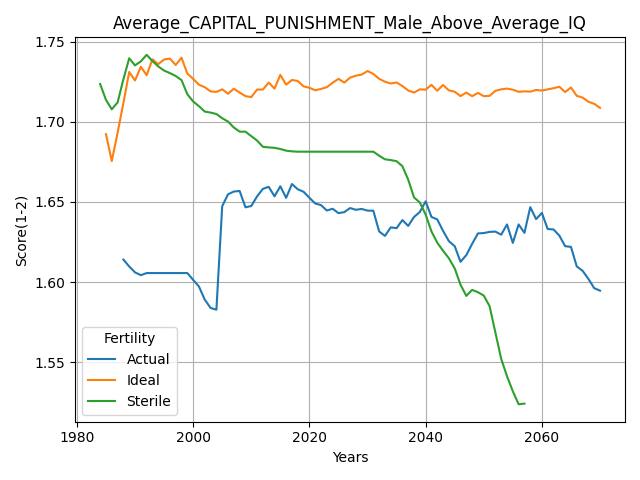 Average_CAPITAL_PUNISHMENT_Male_Above_Average_IQ
1.75
1.70
1.65
1.60
1.55
Score(1-2)
Fertility
Actual
Ideal
Sterile
1980
2000
2020
2040
2060
Years